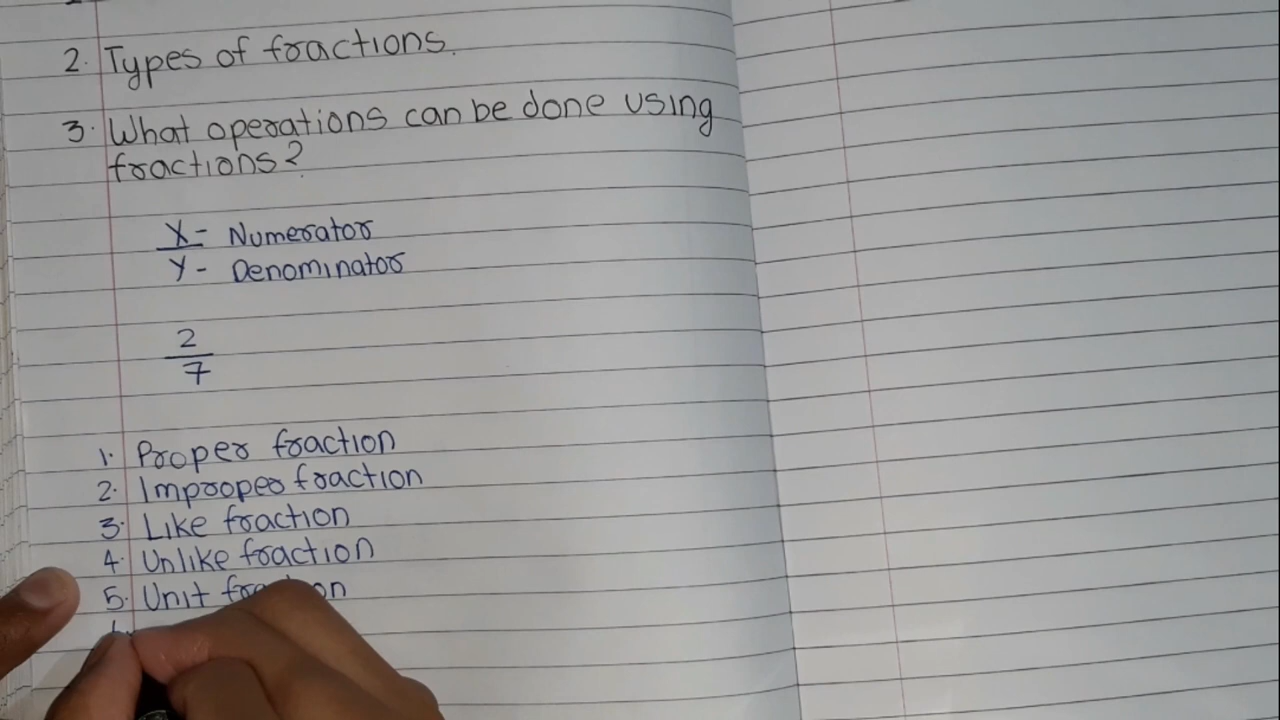 2. Types of fractions.
3. What operations can be done using
fractions?
X - Numerator
Y - Denominator
2
7
1. Proper fraction
2. Improper fraction
3. Like fraction
4. Unlike fraction
5. Unit fraction